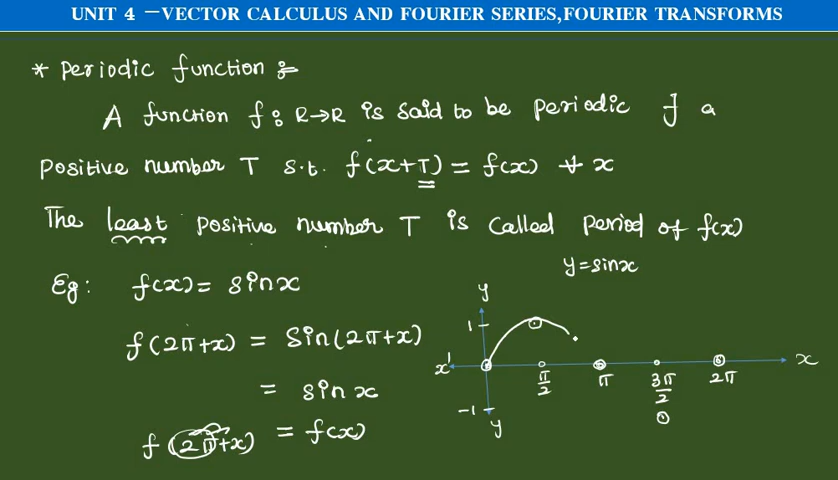 UNIT 4 —VECTOR CALCULUS AND FOURIER SERIES,FOURIER TRANSFORMS
* Periodic function :-
A function f : R→R is said to be periodic ∃ a
positive number T s.t. f(x+T) = f(x) ∀ x
The least positive number T is called period of f(x)
Eg: f(x) = sinx
f(2π+x) = sin(2π+x)
= sinx
f(2π+x) = f(x)
y=sinx
y
1
x' x
π/2 π 3π/2 2π
-1
y